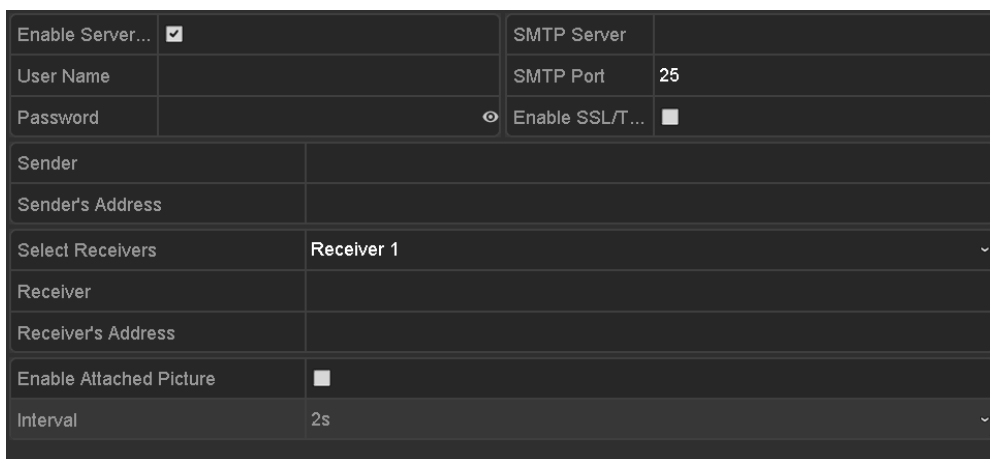 Enable Server... SMTP Server
User Name SMTP Port 25
Password Enable SSL/T...
Sender
Sender's Address
Select Receivers Receiver 1
Receiver
Receiver's Address
Enable Attached Picture
Interval 2s